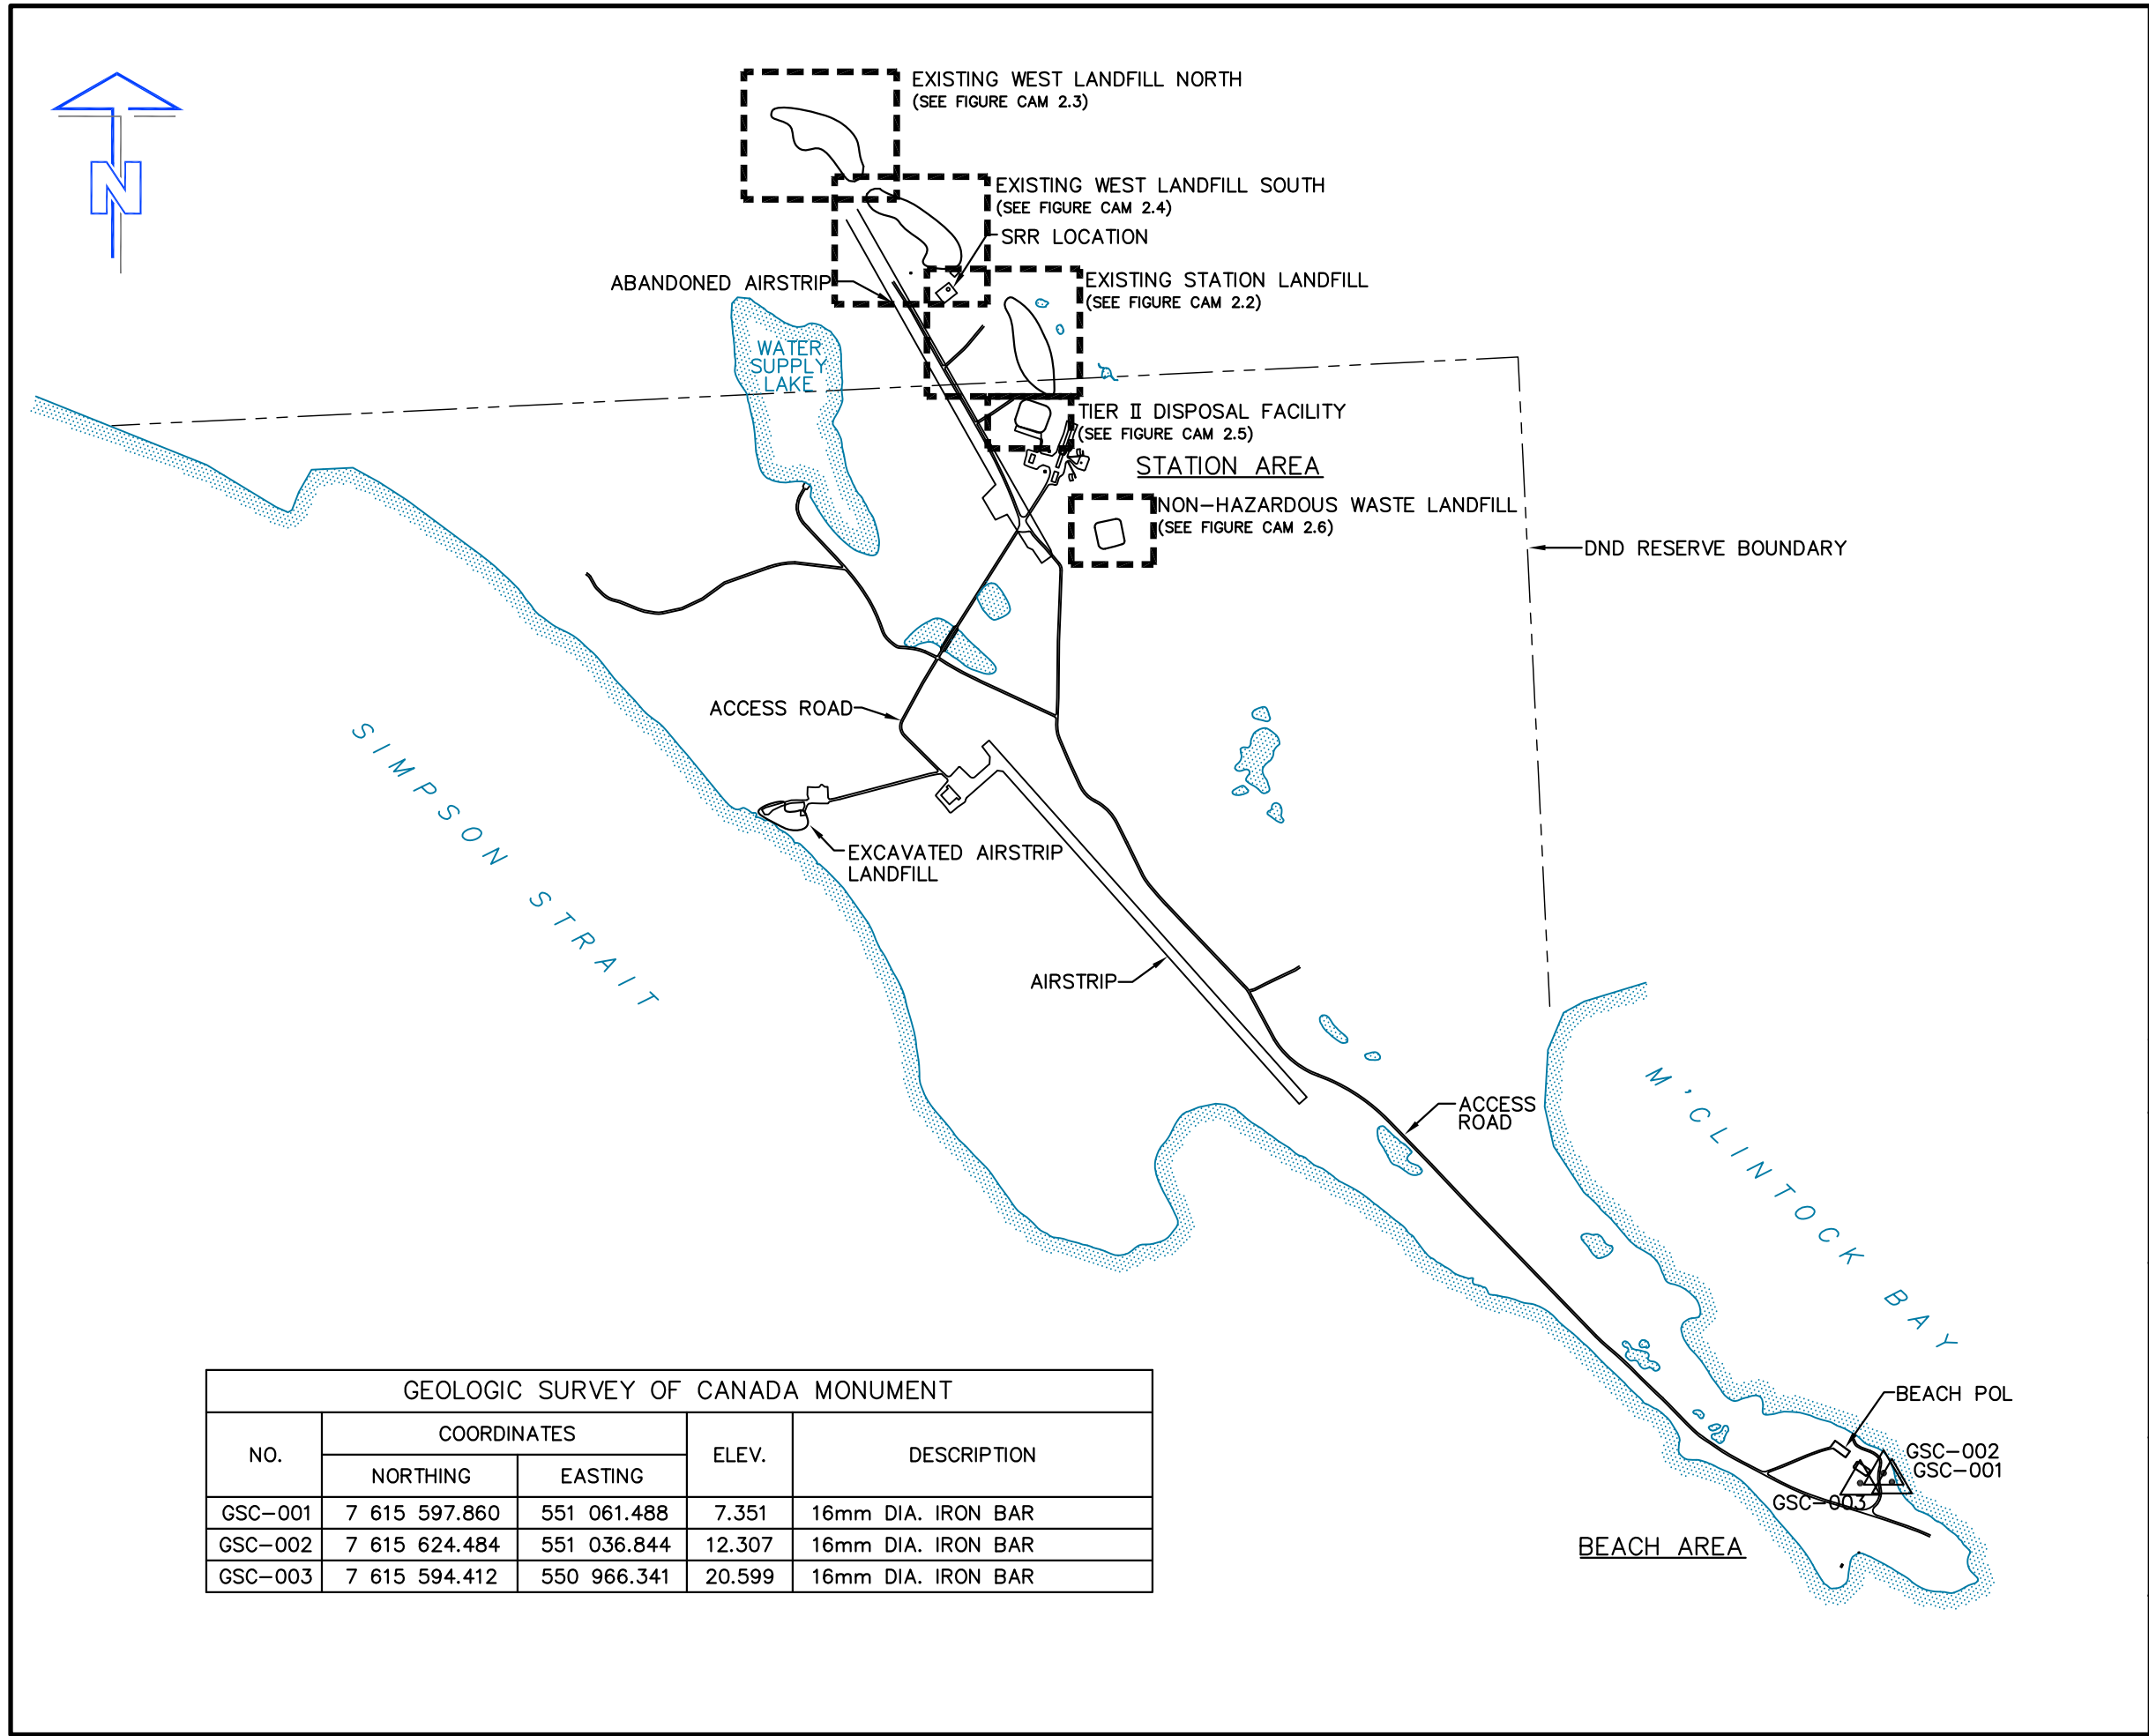 N
EXISTING WEST LANDFILL NORTH
(SEE FIGURE CAM 2.3)
EXISTING WEST LANDFILL SOUTH
(SEE FIGURE CAM 2.4)
SRR LOCATION
ABANDONED AIRSTRIP
EXISTING STATION LANDFILL
(SEE FIGURE CAM 2.2)
WATER
SUPPLY
LAKE
TIER II DISPOSAL FACILITY
(SEE FIGURE CAM 2.5)
STATION AREA
NON-HAZARDOUS WASTE LANDFILL
(SEE FIGURE CAM 2.6)
DND RESERVE BOUNDARY
ACCESS ROAD
SIMPSON STRAIT
EXCAVATED AIRSTRIP
LANDFILL
AIRSTRIP
ACCESS
ROAD
M'CLINTOCK BAY
BEACH POL
GSC-002
GSC-001
GSC-003
BEACH AREA
GEOLOGIC SURVEY OF CANADA MONUMENT
NO. COORDINATES ELEV. DESCRIPTION
NORTHING EASTING
GSC-001 7 615 597.860 551 061.488 7.351 16mm DIA. IRON BAR
GSC-002 7 615 624.484 551 036.844 12.307 16mm DIA. IRON BAR
GSC-003 7 615 594.412 550 966.341 20.599 16mm DIA. IRON BAR